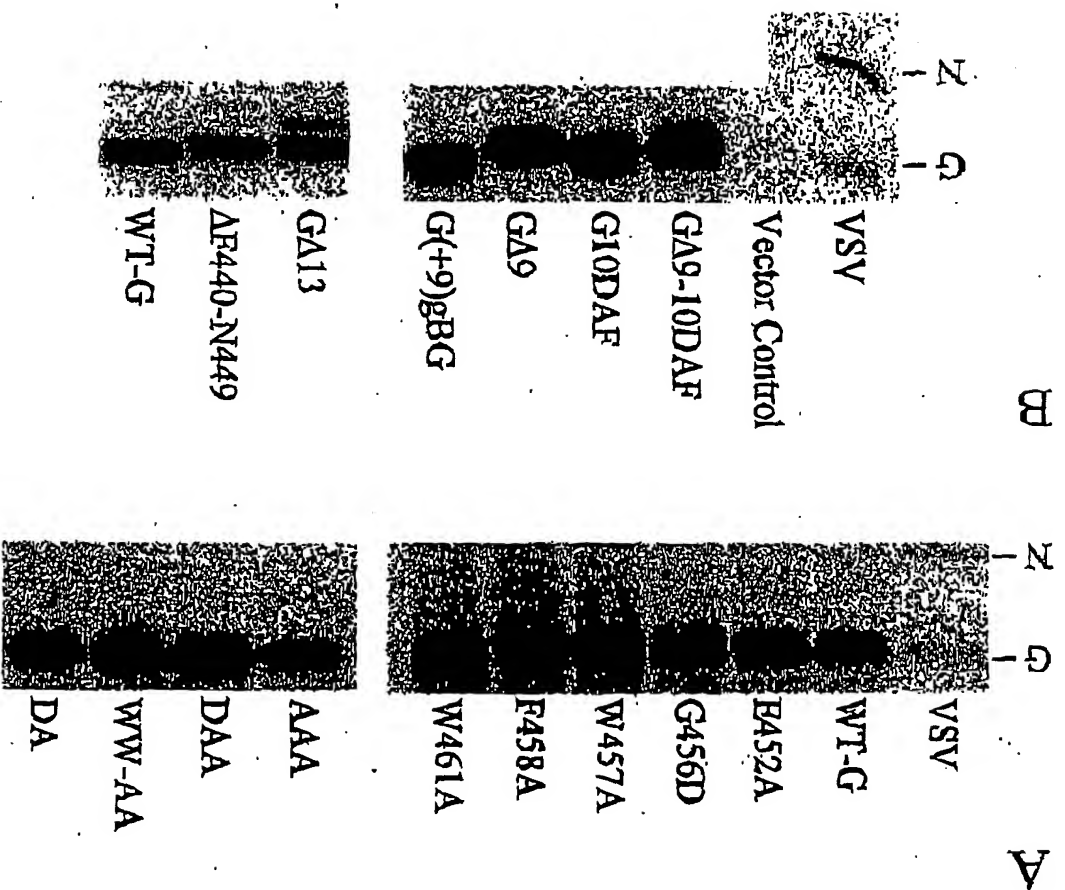 A
N
G
VSV
WT-G
E452A
G456D
W457A
F458A
W461A
AAA
DAA
WW-AA
DA
B
N
G
VSV
Vector Control
GΔ9-10DAF
G10DAF
GΔ9
G(+9)gBG
GΔ13
ΔF440-N449
WT-G